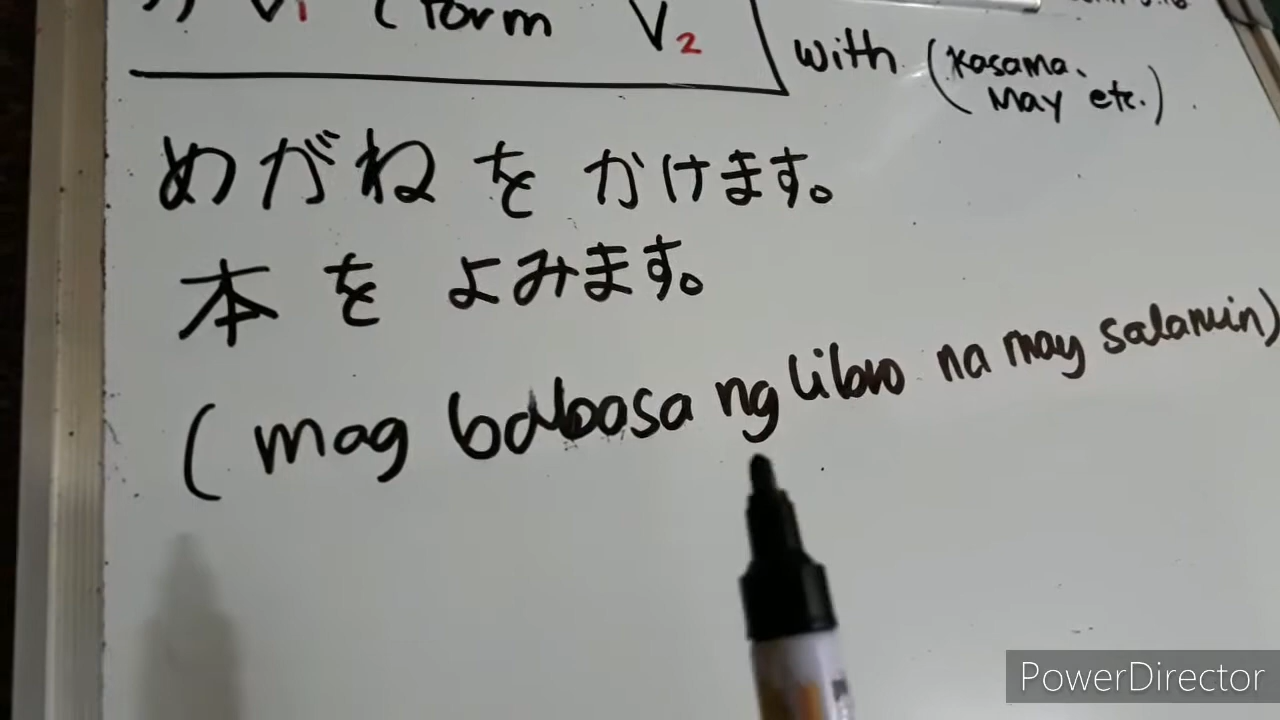 V1 (form V2
with (kasama, may etc.)
めがね を かけます。
本 を よみます。
(mag babasa ng libro na may salamin)
PowerDirector